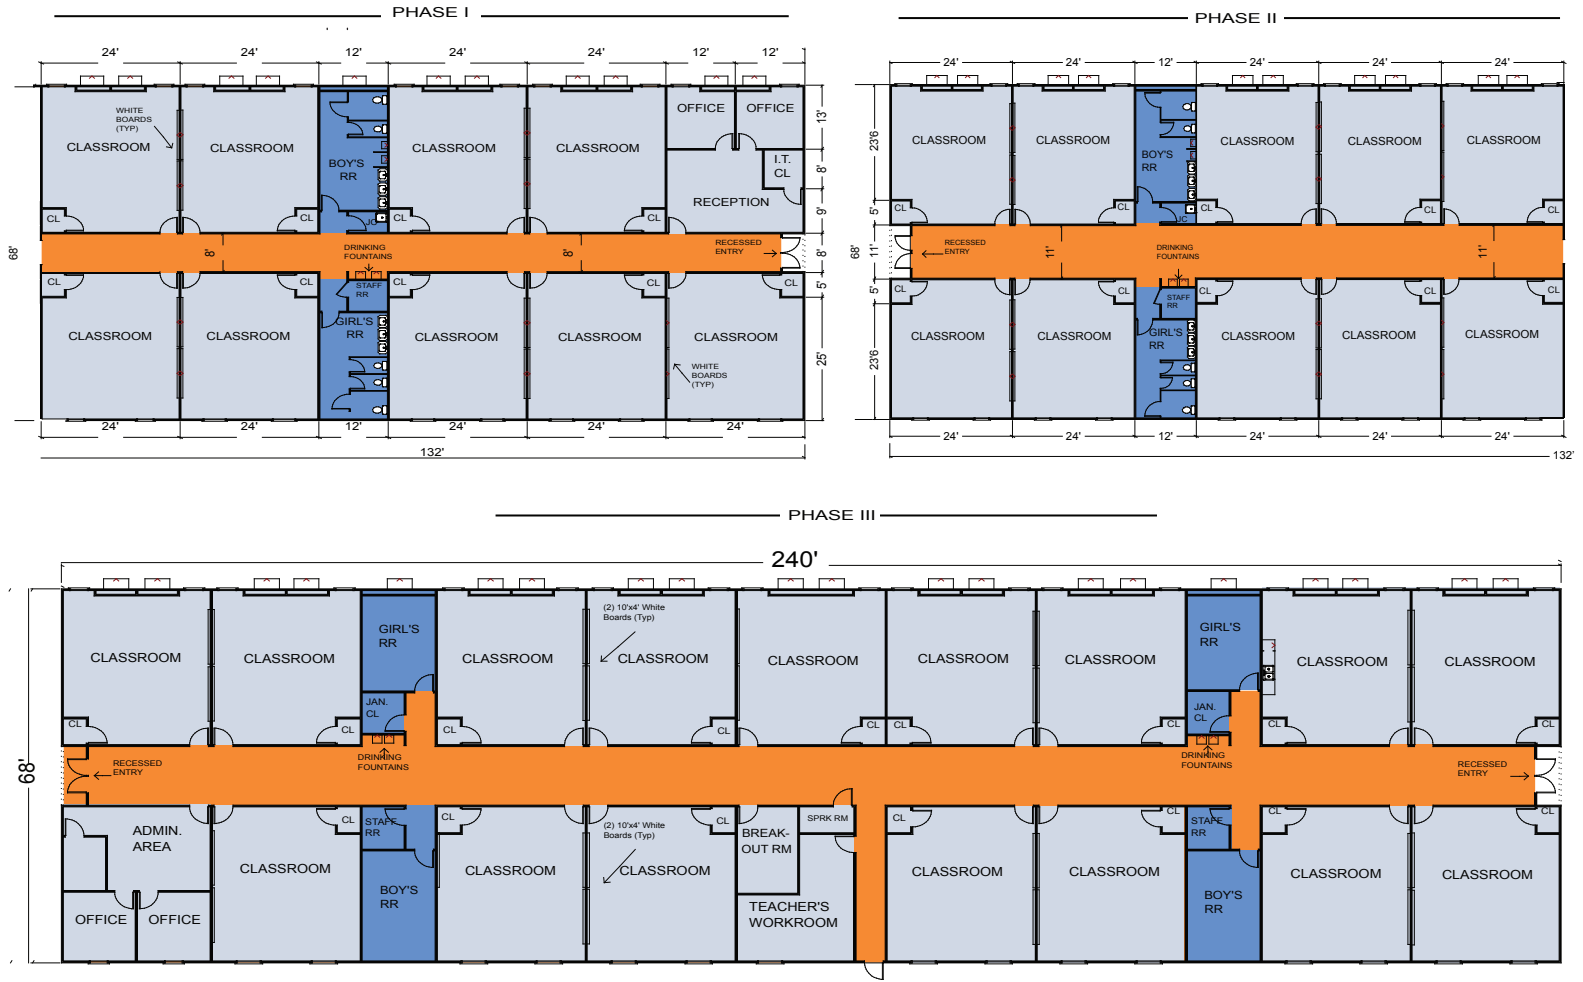 PHASE I
24' 24' 12' 24' 24' 12' 12'
WHITE
BOARDS
(TYP)
OFFICE OFFICE
13'
CLASSROOM CLASSROOM CLASSROOM CLASSROOM
BOY'S
RR
I.T.
CL
8'
RECEPTION
9'
CL CL CL CL
JC
68'
8' 8' 8'
DRINKING
FOUNTAINS
RECESSED
ENTRY
CL CL CL CL CL
5'
STAFF
RR
GIRL'S
RR
CLASSROOM CLASSROOM CLASSROOM CLASSROOM CLASSROOM
25'
WHITE
BOARDS
(TYP)
24' 24' 12' 24' 24' 24'
132'
PHASE II
24' 24' 12' 24' 24' 24'
23'6
CLASSROOM CLASSROOM CLASSROOM CLASSROOM CLASSROOM
BOY'S
RR
5'
CL CL CL CL
JC
68'
11' 11' 11'
RECESSED
ENTRY
DRINKING
FOUNTAINS
5'
CL CL CL CL CL
STAFF
RR
GIRL'S
RR
23'6
CLASSROOM CLASSROOM CLASSROOM CLASSROOM CLASSROOM
24' 24' 12' 24' 24' 24'
132'
PHASE III
240'
(2) 10'x4' White
Boards (Typ)
GIRL'S
RR
GIRL'S
RR
CLASSROOM CLASSROOM CLASSROOM CLASSROOM CLASSROOM CLASSROOM CLASSROOM CLASSROOM CLASSROOM
JAN.
CL
JAN.
CL
CL CL CL CL CL CL CL CL CL
68'
RECESSED
ENTRY
DRINKING
FOUNTAINS
DRINKING
FOUNTAINS
RECESSED
ENTRY
ADMIN.
AREA
CL CL CL CL CL CL CL
STAFF
RR
SPRK RM
STAFF
RR
(2) 10'x4' White
Boards (Typ)
BREAK-
OUT RM
CLASSROOM CLASSROOM CLASSROOM CLASSROOM CLASSROOM CLASSROOM CLASSROOM
BOY'S
RR
BOY'S
RR
OFFICE OFFICE
TEACHER'S
WORKROOM